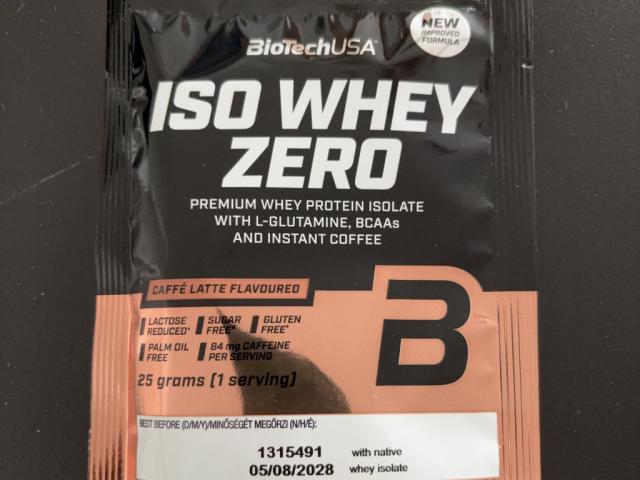 BioTechUSA
NEW
IMPROVED
FORMULA
ISO WHEY
ZERO
PREMIUM WHEY PROTEIN ISOLATE
WITH L-GLUTAMINE, BCAAs
AND INSTANT COFFEE
CAFFÉ LATTE FLAVOURED
LACTOSE REDUCED*
SUGAR FREE*
GLUTEN FREE*
PALM OIL FREE
84 mg CAFFEINE PER SERVING
25 grams (1 serving)
B
BEST BEFORE (D/M/Y)/MINŐSÉGÉT MEGŐRZI (N/H/É):
1315491 with native
05/08/2028 whey isolate